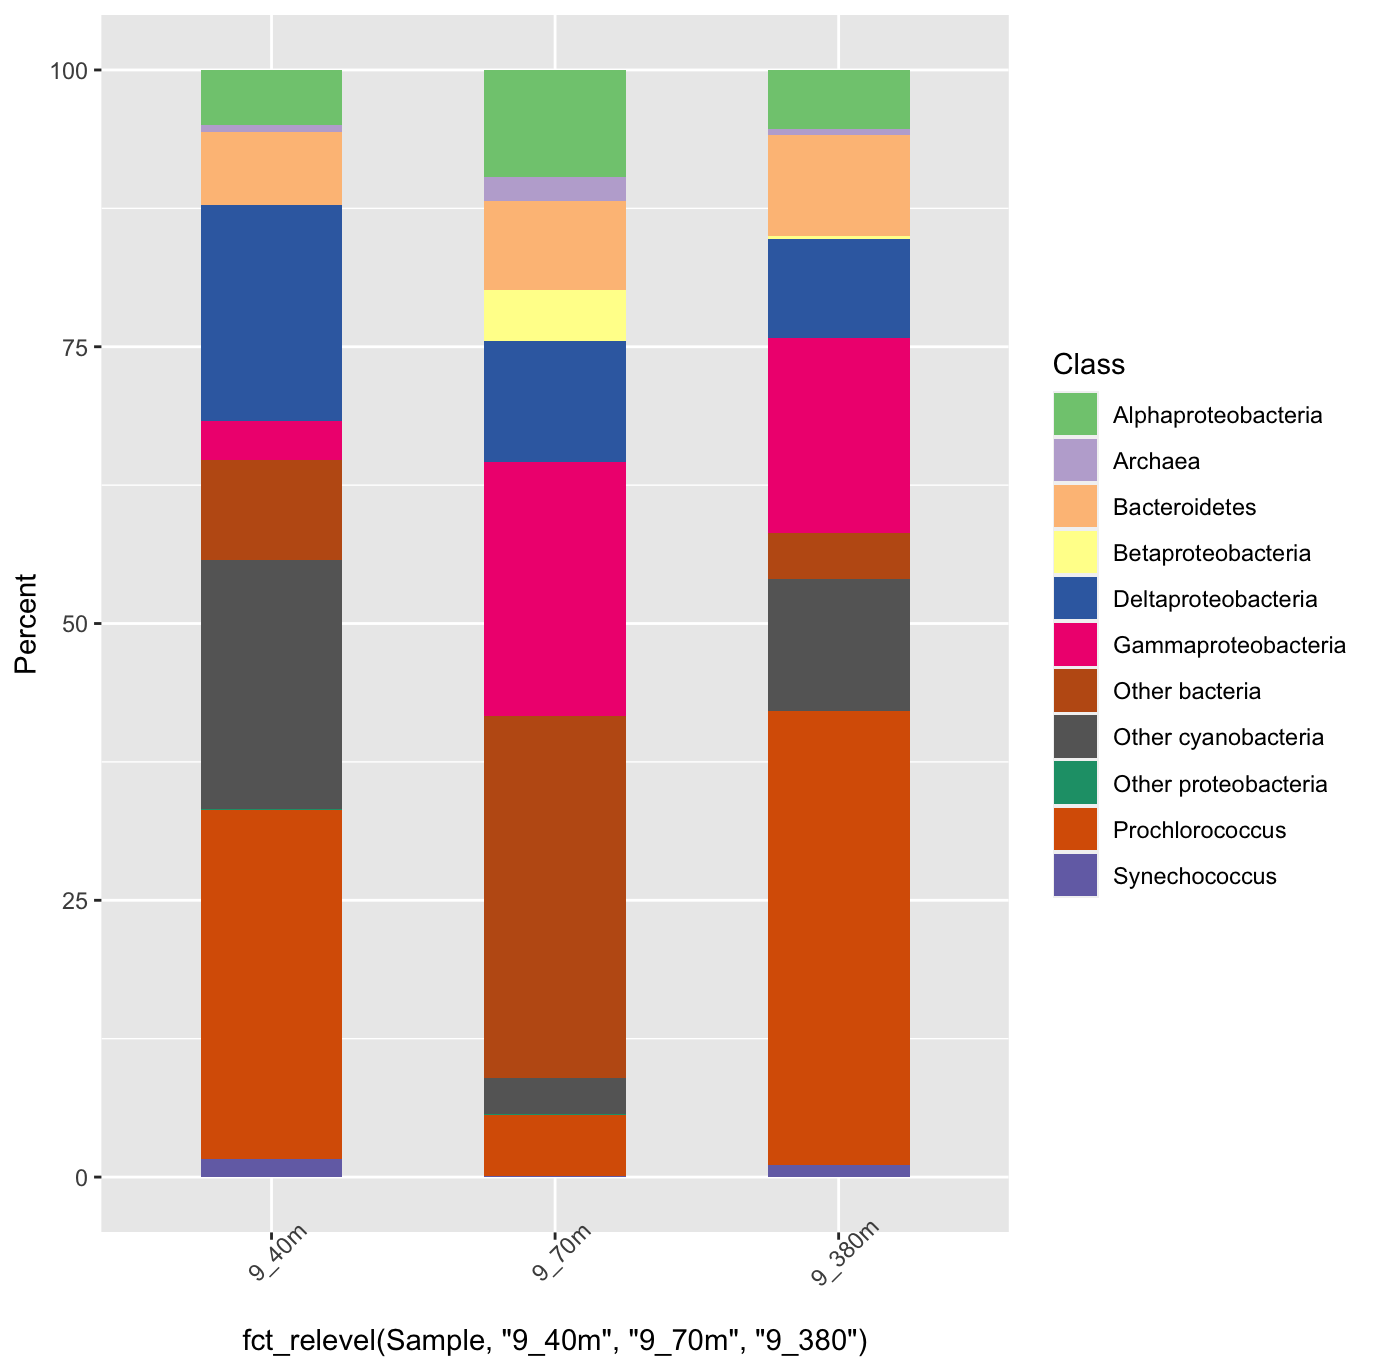 100
75
50
25
0
Percent
9_40m
9_70m
9_380m
fct_relevel(Sample, "9_40m", "9_70m", "9_380")
Class
Alphaproteobacteria
Archaea
Bacteroidetes
Betaproteobacteria
Deltaproteobacteria
Gammaproteobacteria
Other bacteria
Other cyanobacteria
Other proteobacteria
Prochlorococcus
Synechococcus